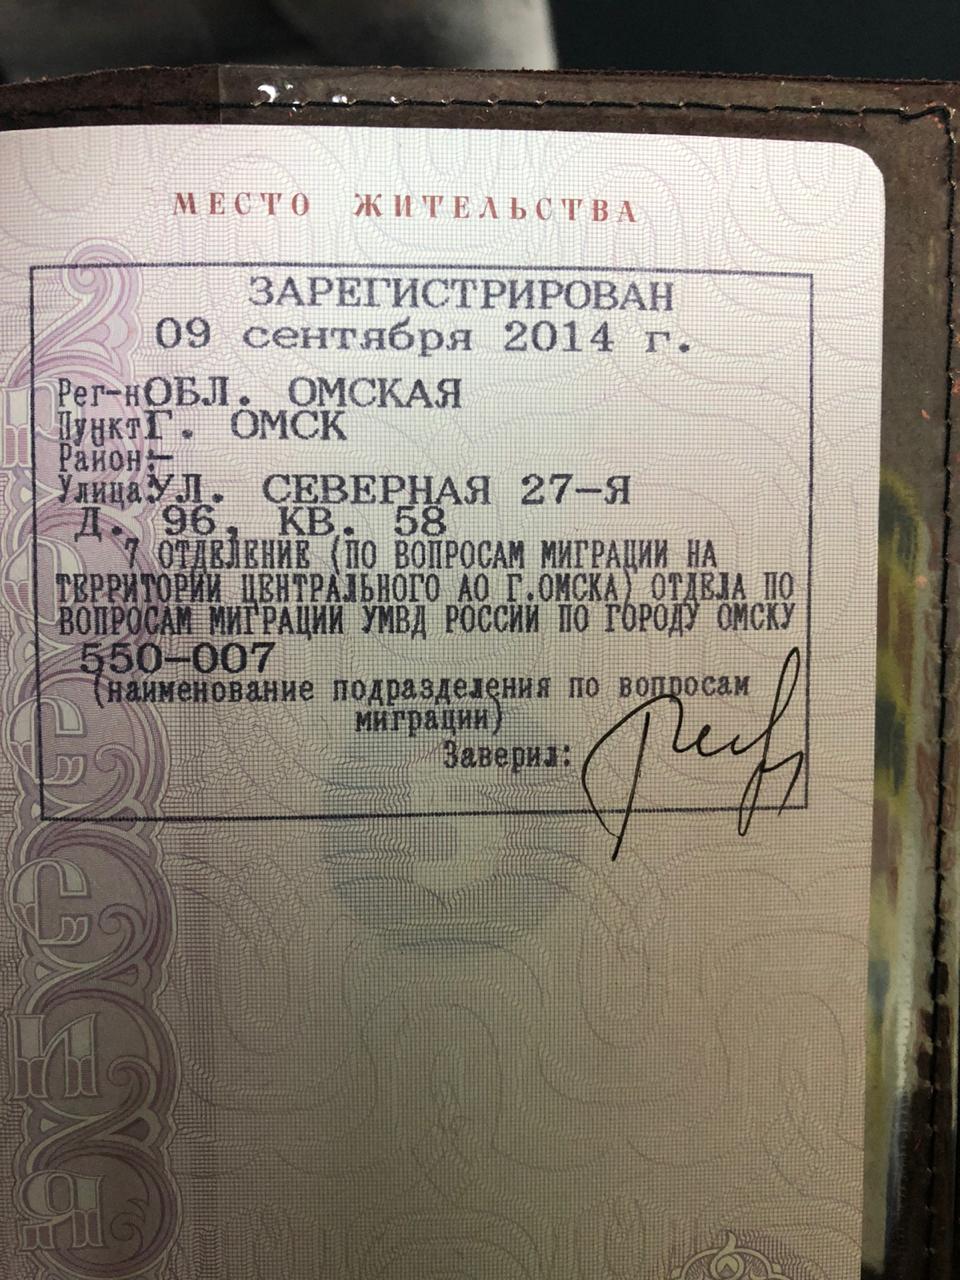 МЕСТО ЖИТЕЛЬСТВА
ЗАРЕГИСТРИРОВАН
09 сентября 2014 г.
Рег-нОБЛ. ОМСКАЯ
ПунктГ. ОМСК
Район:-
УлицаУЛ. СЕВЕРНАЯ 27-Я
Д. 96, КВ. 58
7 ОТДЕЛЕНИЕ (ПО ВОПРОСАМ МИГРАЦИИ НА
ТЕРРИТОРИИ ЦЕНТРАЛЬНОГО АО Г.ОМСКА) ОТДЕЛА ПО
ВОПРОСАМ МИГРАЦИИ УМВД РОССИИ ПО ГОРОДУ ОМСКУ
550-007
(наименование подразделения по вопросам
миграции)
Заверил: